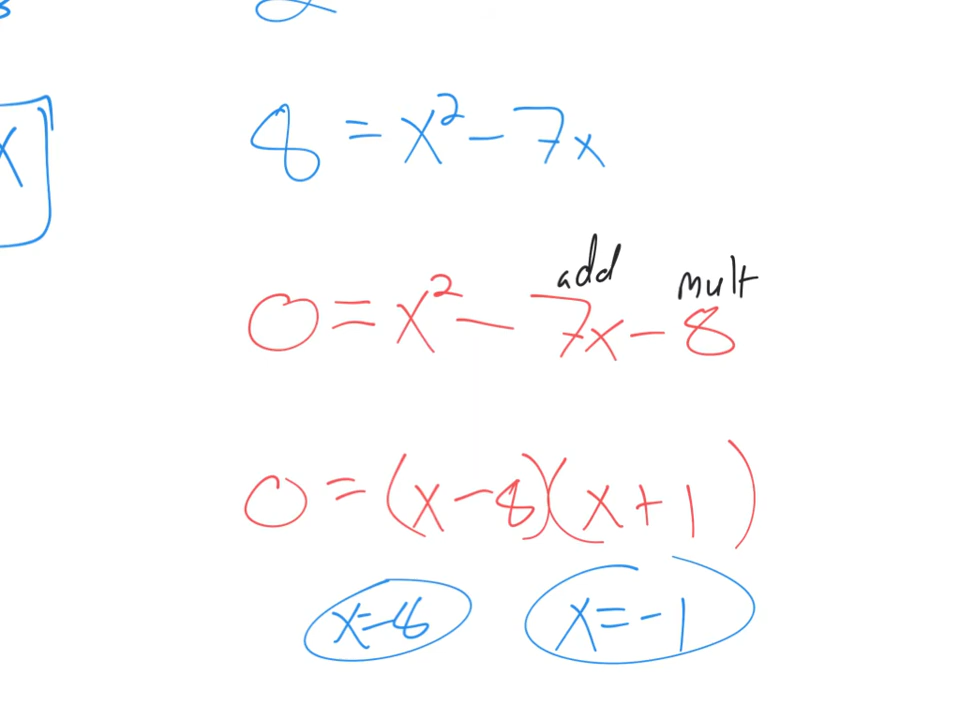 8 = x² - 7x
x
add mult
0 = x² - 7x - 8
0 = (x - 8)(x + 1)
x = 8 x = -1